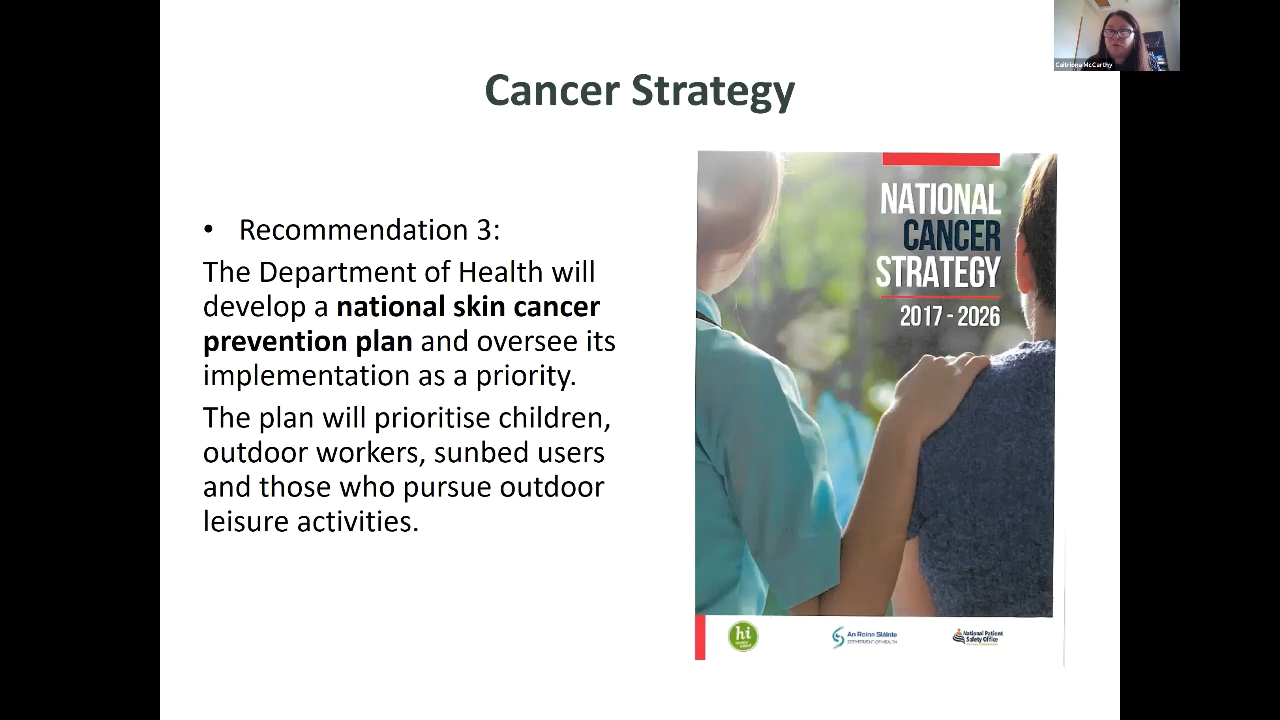 Caitriona McCarthy
Cancer Strategy
• Recommendation 3:
The Department of Health will
develop a national skin cancer
prevention plan and oversee its
implementation as a priority.
The plan will prioritise children,
outdoor workers, sunbed users
and those who pursue outdoor
leisure activities.
NATIONAL
CANCER
STRATEGY
2017 - 2026
hi
An Roinn Sláinte
DEPARTMENT OF HEALTH
National Patient
Safety Office